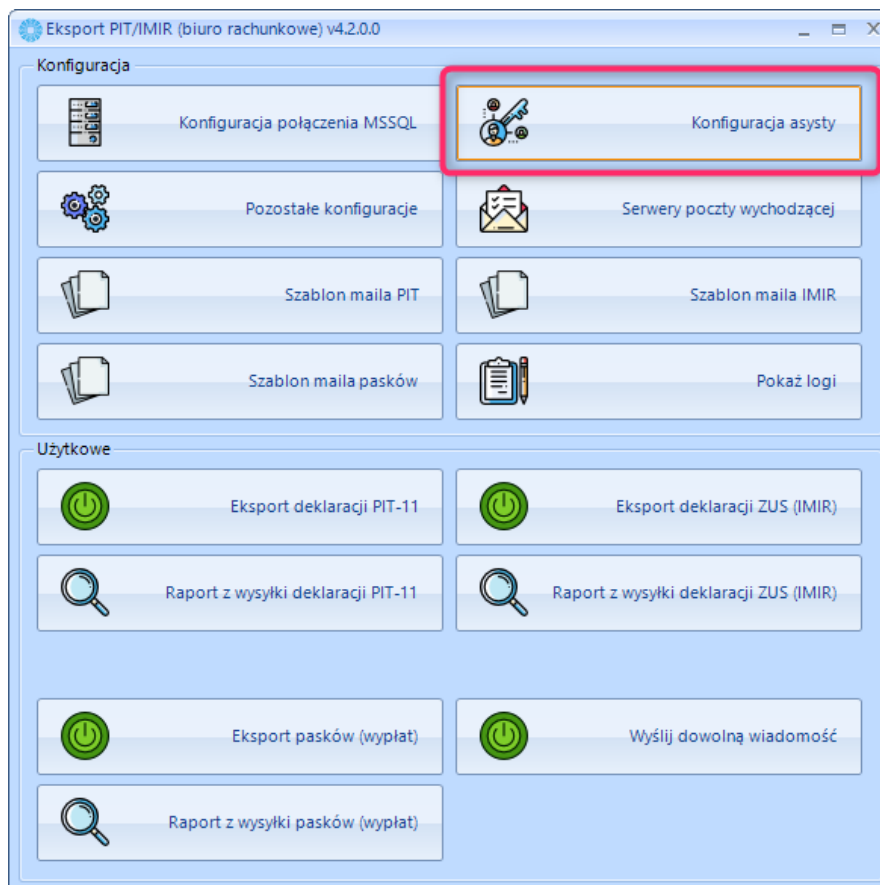 Eksport PIT/IMIR (biuro rachunkowe) v4.2.0.0
Konfiguracja
Konfiguracja połączenia MSSQL
Konfiguracja asysty
Pozostałe konfiguracje
Serwery poczty wychodzącej
Szablon maila PIT
Szablon maila IMIR
Szablon maila pasków
Pokaż logi
Użytkowe
Eksport deklaracji PIT-11
Eksport deklaracji ZUS (IMIR)
Raport z wysyłki deklaracji PIT-11
Raport z wysyłki deklaracji ZUS (IMIR)
Eksport pasków (wypłat)
Wyślij dowolną wiadomość
Raport z wysyłki pasków (wypłat)